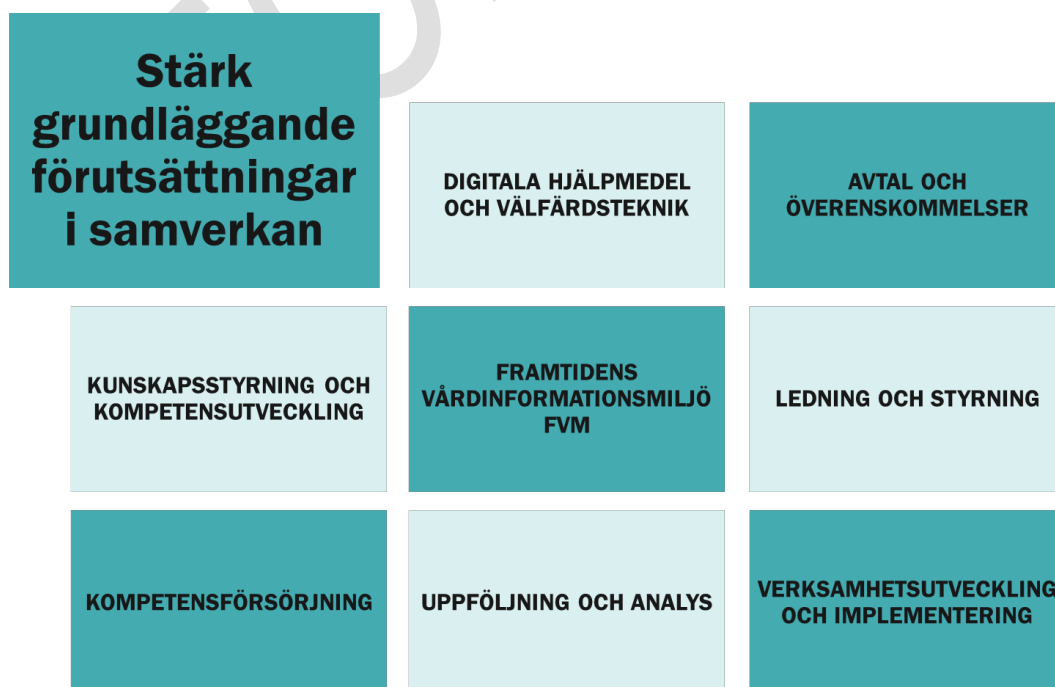 Stärk
grundläggande
förutsättningar
i samverkan
DIGITALA HJÄLPMEDEL
OCH VÄLFÄRDSTEKNIK
AVTAL OCH
ÖVERENSKOMMELSER
KUNSKAPSSTYRNING OCH
KOMPETENSUTVECKLING
FRAMTIDENS
VÅRDINFORMATIONSMILJÖ
FVM
LEDNING OCH STYRNING
KOMPETENSFÖRSÖRJNING
UPPFÖLJNING OCH ANALYS
VERKSAMHETSUTVECKLING
OCH IMPLEMENTERING